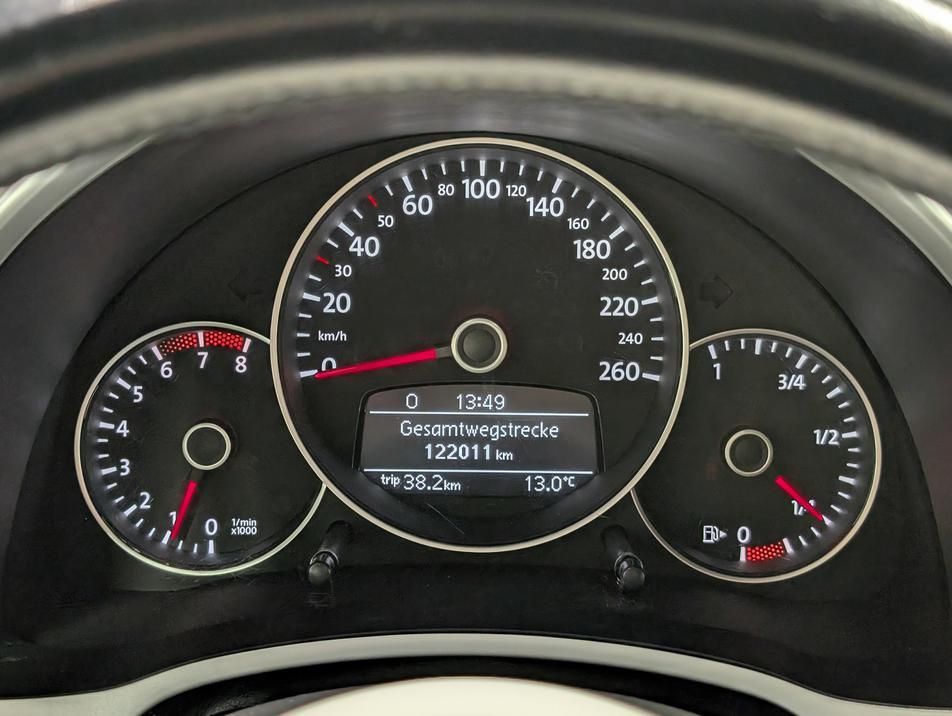 20 30 40 50 60 80 100 120 140 160 180 200 220 240 260
km/h
0
0 13:49
Gesamtwegstrecke
122011 km
trip 38.2 km 13.0°C
0 1 2 3 4 5 6 7 8
1/min
x1000
1 3/4 1/2 1/4 0